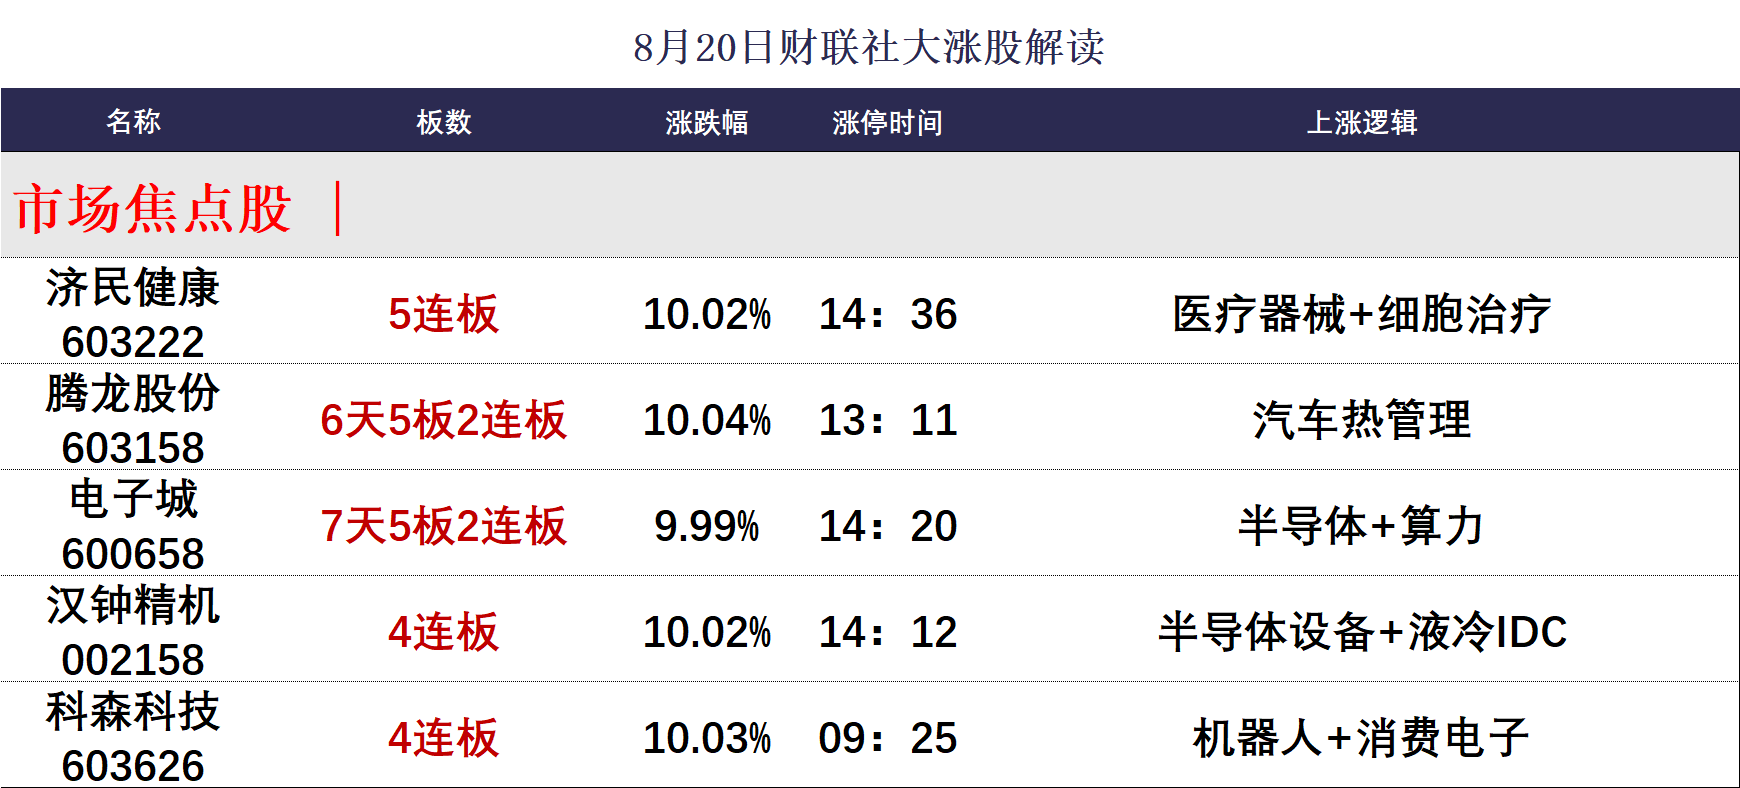 8月20日财联社大涨股解读
名称 板数 涨跌幅 涨停时间 上涨逻辑
市场焦点股 ｜
济民健康
603222 5连板 10.02% 14：36 医疗器械+细胞治疗
腾龙股份
603158 6天5板2连板 10.04% 13：11 汽车热管理
电子城
600658 7天5板2连板 9.99% 14：20 半导体+算力
汉钟精机
002158 4连板 10.02% 14：12 半导体设备+液冷IDC
科森科技
603626 4连板 10.03% 09：25 机器人+消费电子